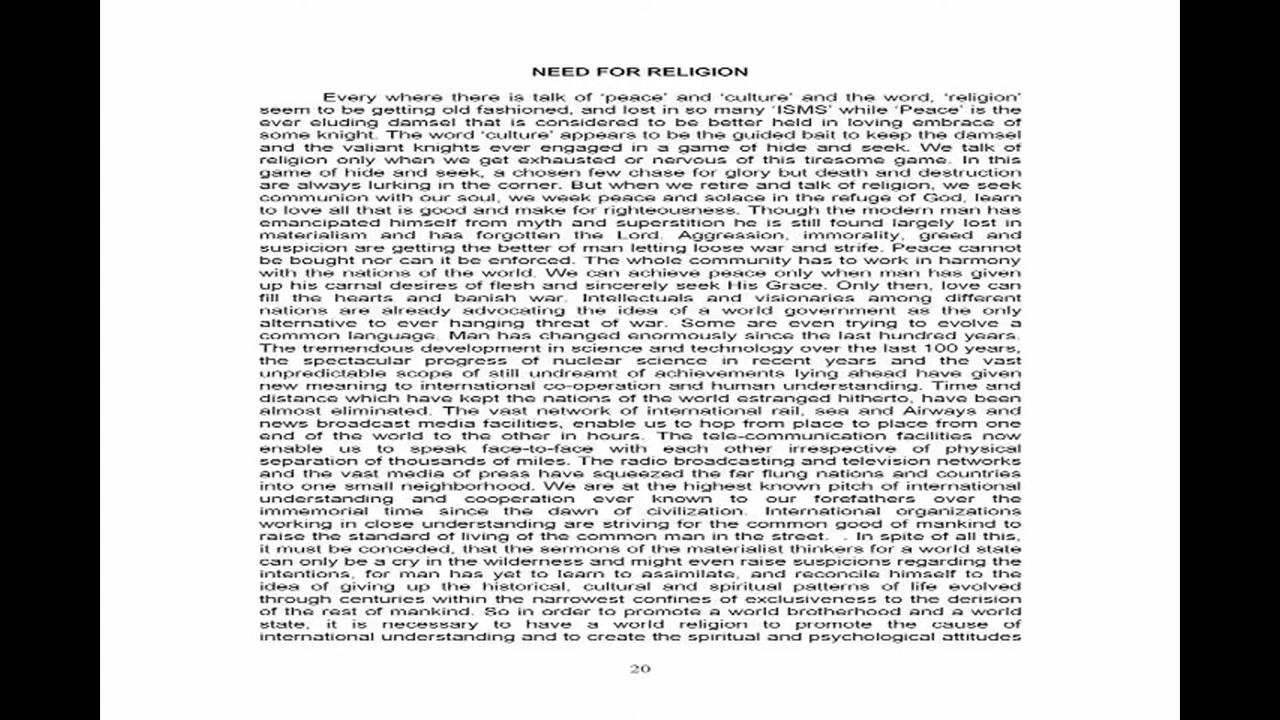 NEED FOR RELIGION
Every where there is talk of 'peace' and 'culture' and the word, 'religion'
seem to be getting old fashioned, and lost in so many 'ISMS' while 'Peace' is the
ever eluding damsel that is considered to be better held in loving embrace of
some knight. The word 'culture' appears to be the guided bait to keep the damsel
and the valiant knights ever engaged in a game of hide and seek. We talk of
religion only when we get exhausted or nervous of this tiresome game. In this
game of hide and seek, a chosen few chase for glory but death and destruction
are always lurking in the corner. But when we retire and talk of religion, we seek
communion with our soul, we week peace and solace in the refuge of God, learn
to love all that is good and make for righteousness. Though the modern man has
emancipated himself from myth and superstition he is still found largely lost in
materialism and has forgotten the Lord. Aggression, immorality, greed and
suspicion are getting the better of man letting loose war and strife. Peace cannot
be bought nor can it be enforced. The whole community has to work in harmony
with the nations of the world. We can achieve peace only when man has given
up his carnal desires of flesh and sincerely seek His Grace. Only then, love can
fill the hearts and banish war. Intellectuals and visionaries among different
nations are already advocating the idea of a world government as the only
alternative to ever hanging threat of war. Some are even trying to evolve a
common language. Man has changed enormously since the last hundred years.
The tremendous development in science and technology over the last 100 years,
the spectacular progress of nuclear science in recent years and the vast
unpredictable scope of still undreamt of achievements lying ahead have given
new meaning to international co-operation and human understanding. Time and
distance which have kept the nations of the world estranged hitherto, have been
almost eliminated. The vast network of international rail, sea and Airways and
news broadcast media facilities, enable us to hop from place to place from one
end of the world to the other in hours. The tele-communication facilities now
enable us to speak face-to-face with each other irrespective of physical
separation of thousands of miles. The radio broadcasting and television networks
and the vast media of press have squeezed the far flung nations and countries
into one small neighborhood. We are at the highest known pitch of international
understanding and cooperation ever known to our forefathers over the
immemorial time since the dawn of civilization. International organizations
working in close understanding are striving for the common good of mankind to
raise the standard of living of the common man in the street. . In spite of all this,
it must be conceded, that the sermons of the materialist thinkers for a world state
can only be a cry in the wilderness and might even raise suspicions regarding the
intentions, for man has yet to learn to assimilate, and reconcile himself to the
idea of giving up the historical, cultural and spiritual patterns of life evolved
through centuries within the narrowest confines of exclusiveness to the derision
of the rest of mankind. So in order to promote a world brotherhood and a world
state, it is necessary to have a world religion to promote the cause of
international understanding and to create the spiritual and psychological attitudes
20